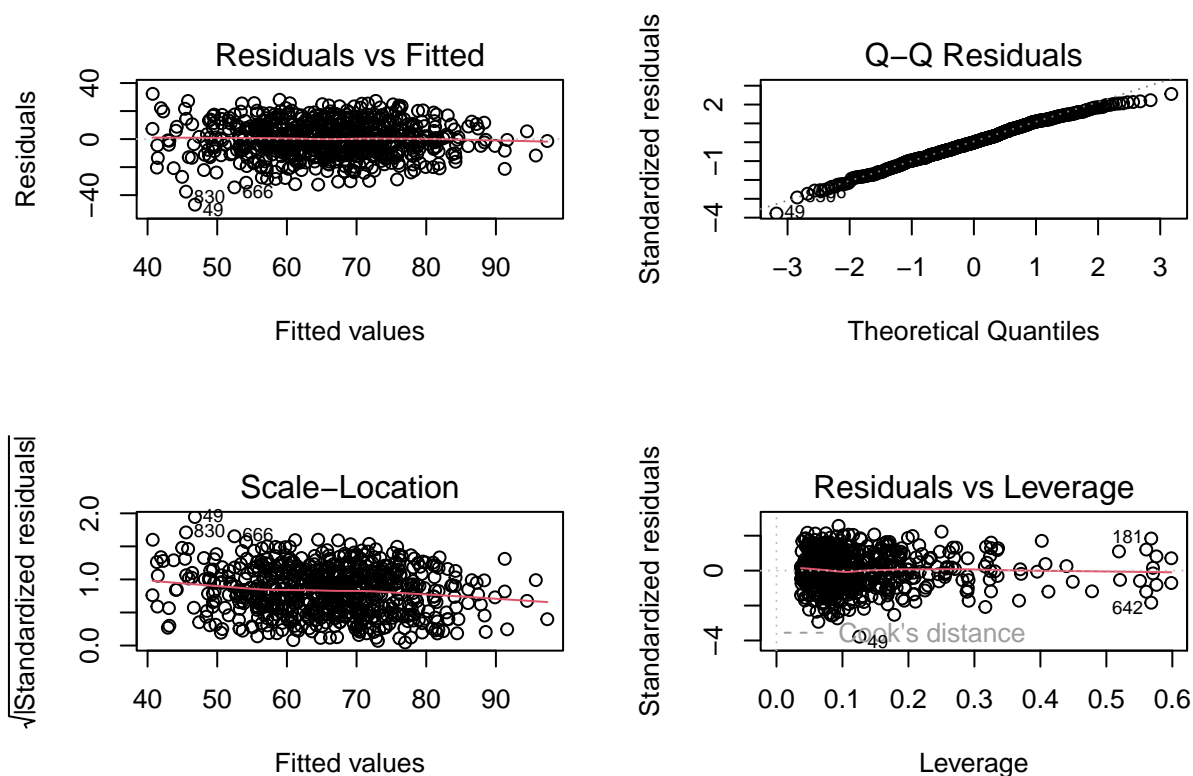 Residuals vs Fitted
Residuals
40
0
−40
830
666
49
40 50 60 70 80 90
Fitted values
Q−Q Residuals
Standardized residuals
2
−1
−4
49
−3 −2 −1 0 1 2 3
Theoretical Quantiles
Scale−Location
√|Standardized residuals|
2.0
1.0
0.0
49
830
666
40 50 60 70 80 90
Fitted values
Residuals vs Leverage
Standardized residuals
0
−4
181
642
Cook's distance
49
0.0 0.1 0.2 0.3 0.4 0.5 0.6
Leverage